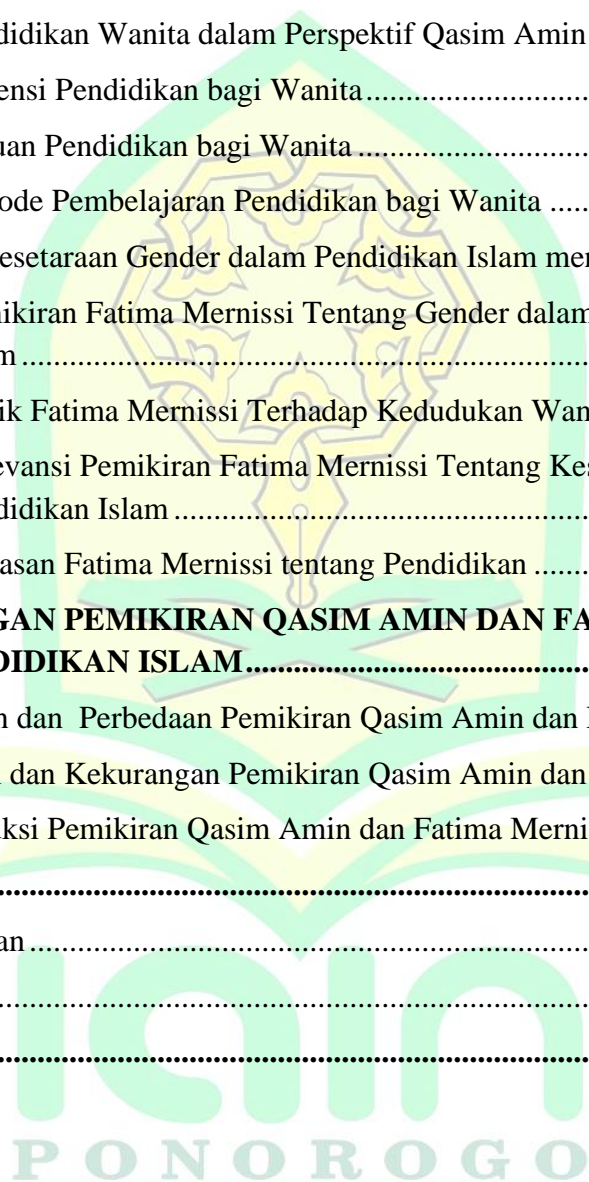 didikan Wanita dalam Perspektif Qasim Amin
ensi Pendidikan bagi Wanita..............................
uan Pendidikan bagi Wanita..............................
ode Pembelajaran Pendidikan bagi Wanita .....
esetaraan Gender dalam Pendidikan Islam men
ikiran Fatima Mernissi Tentang Gender dalam
m........................................................................
ik Fatima Mernissi Terhadap Kedudukan Wan
evansi Pemikiran Fatima Mernissi Tentang Kes
didikan Islam......................................................
asan Fatima Mernissi tentang Pendidikan ........
GAN PEMIKIRAN QASIM AMIN DAN FA
DIDIKAN ISLAM.............................................
n dan  Perbedaan Pemikiran Qasim Amin dan
n dan Kekurangan Pemikiran Qasim Amin dan
uksi Pemikiran Qasim Amin dan Fatima Merni
...........................................................................
an........................................................................
...........................................................................
...........................................................................
iain
PONOROGO